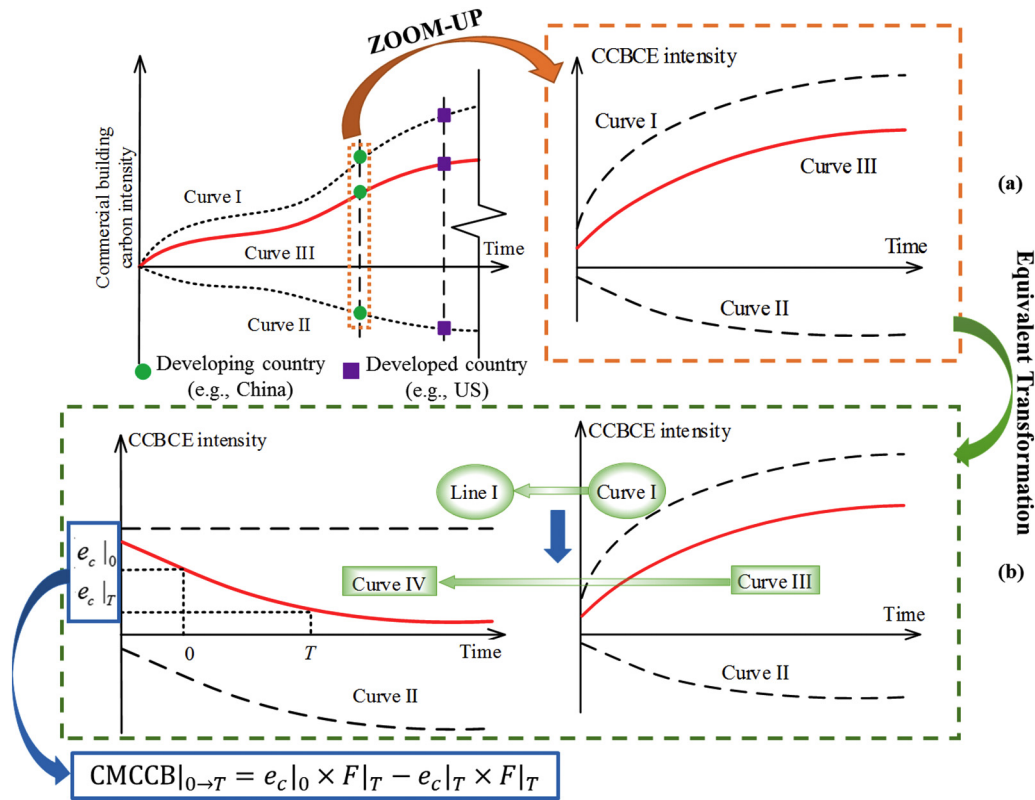 ZOOM-UP
Commercial building
carbon intensity
Curve I
Curve III
Curve II
Time
Developing country
(e.g., China)
Developed country
(e.g., US)
CCBCE intensity
Curve I
Curve III
Time
Curve II
(a)
Equivalent Transformation
CCBCE intensity
e_c|_0
e_c|_T
0
T
Time
Curve II
Line I
Curve I
Curve IV
Curve III
CCBCE intensity
Time
Curve II
(b)
CMCCB|_{0→T} = e_c|_0 × F|_T − e_c|_T × F|_T